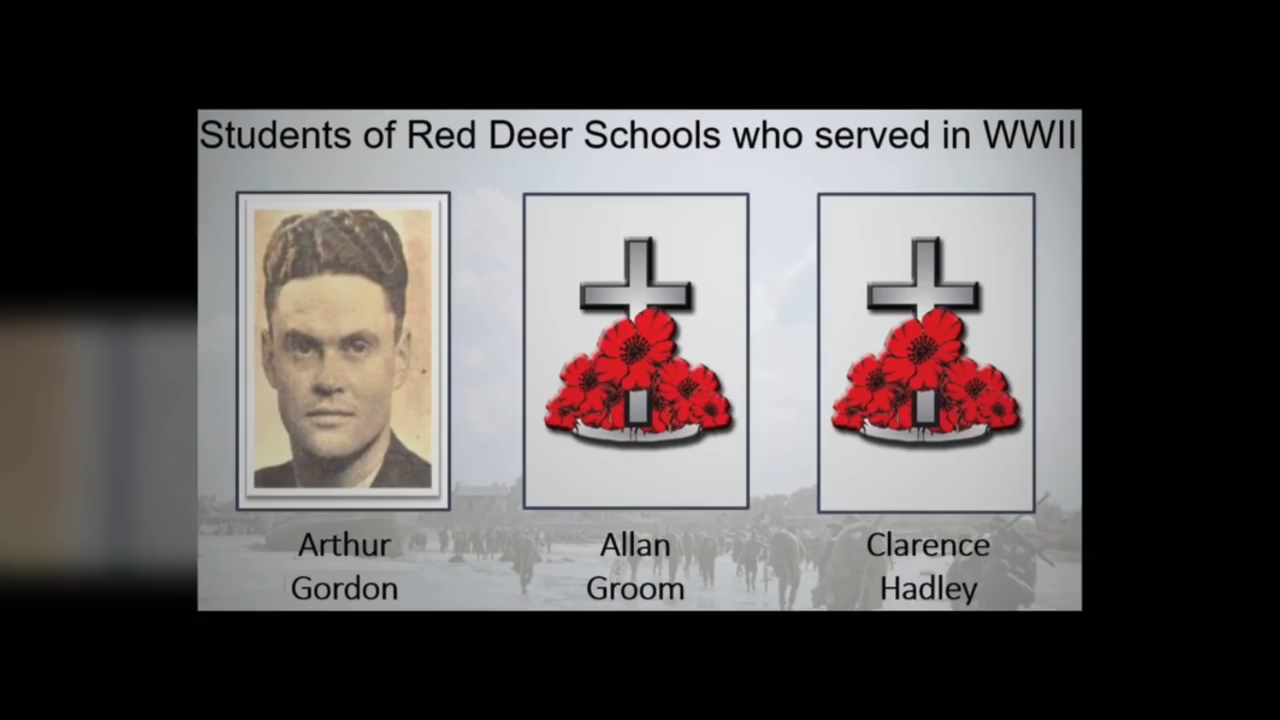 Students of Red Deer Schools who served in WWII
Arthur
Gordon
Allan
Groom
Clarence
Hadley